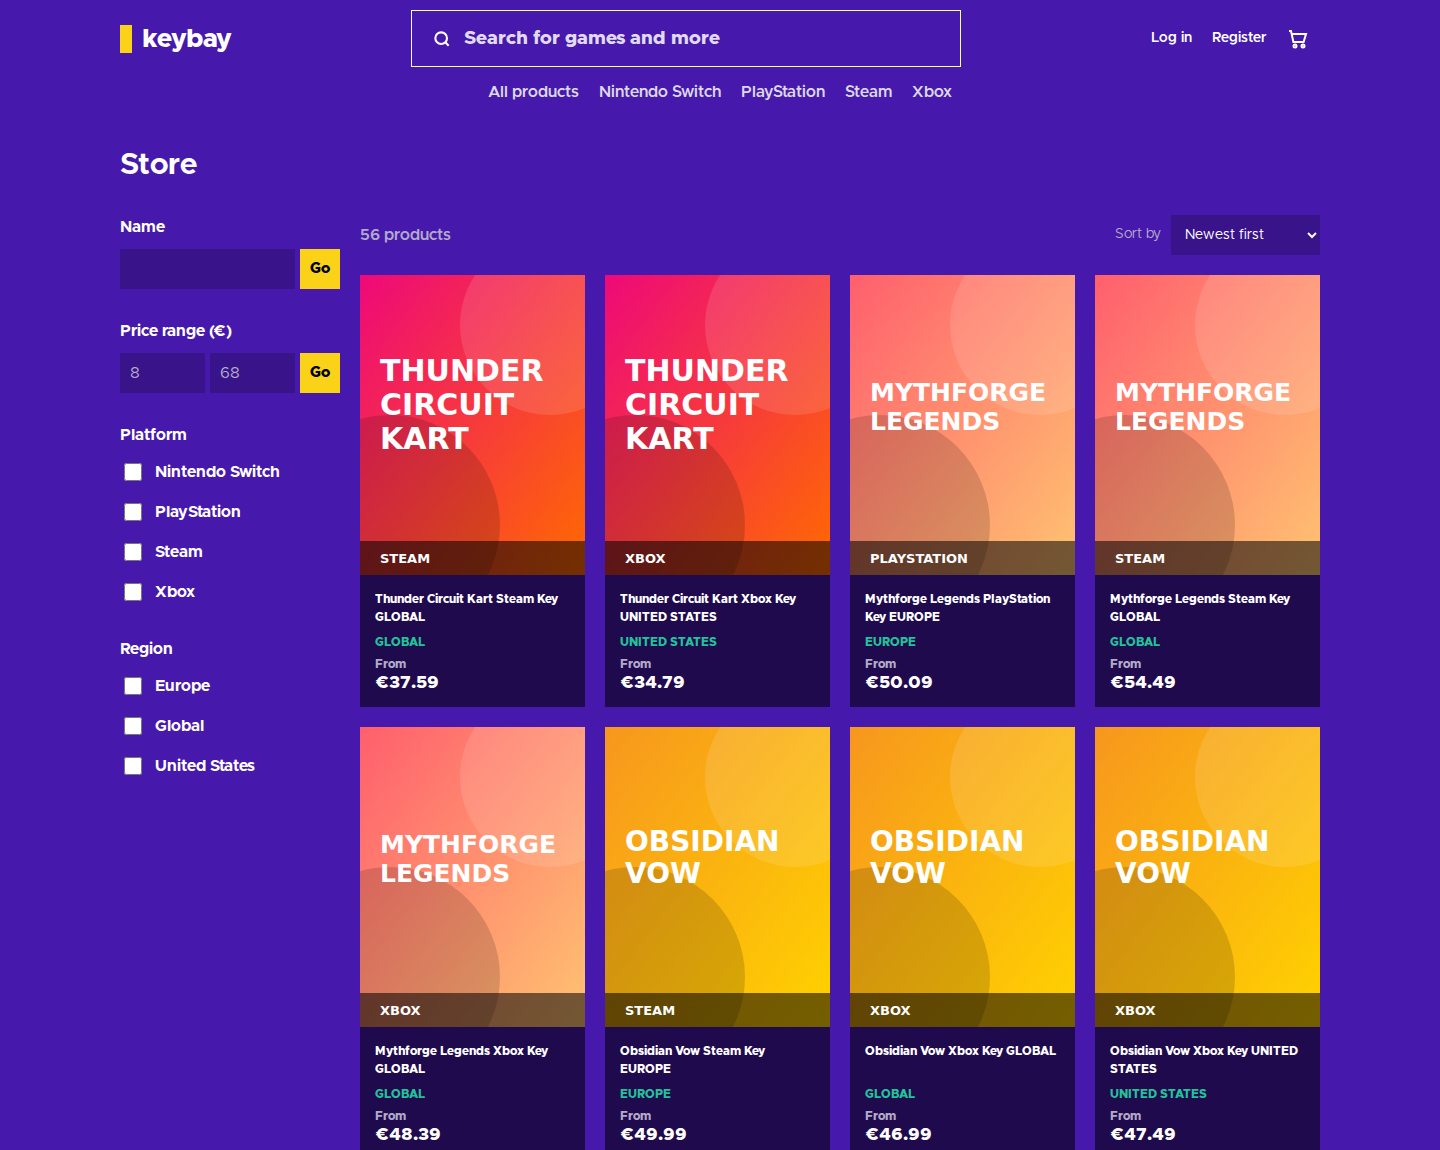 keybay
Search for games and more
Log in
Register
All products
Nintendo Switch
PlayStation
Steam
Xbox
Store
Name
Go
Price range (€)
8
68
Go
Platform
Nintendo Switch
PlayStation
Steam
Xbox
Region
Europe
Global
United States
56 products
Sort by
Newest first
THUNDER
CIRCUIT
KART
STEAM
Thunder Circuit Kart Steam Key
GLOBAL
GLOBAL
From
€37.59
THUNDER
CIRCUIT
KART
XBOX
Thunder Circuit Kart Xbox Key
UNITED STATES
UNITED STATES
From
€34.79
MYTHFORGE
LEGENDS
PLAYSTATION
Mythforge Legends PlayStation
Key EUROPE
EUROPE
From
€50.09
MYTHFORGE
LEGENDS
STEAM
Mythforge Legends Steam Key
GLOBAL
GLOBAL
From
€54.49
MYTHFORGE
LEGENDS
XBOX
Mythforge Legends Xbox Key
GLOBAL
GLOBAL
From
€48.39
OBSIDIAN
VOW
STEAM
Obsidian Vow Steam Key
EUROPE
EUROPE
From
€49.99
OBSIDIAN
VOW
XBOX
Obsidian Vow Xbox Key GLOBAL
GLOBAL
From
€46.99
OBSIDIAN
VOW
XBOX
Obsidian Vow Xbox Key UNITED
STATES
UNITED STATES
From
€47.49